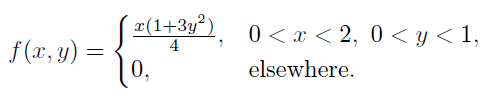 f(x, y) = { x(1+3y²)/4, 0 < x < 2, 0 < y < 1,
0, elsewhere.